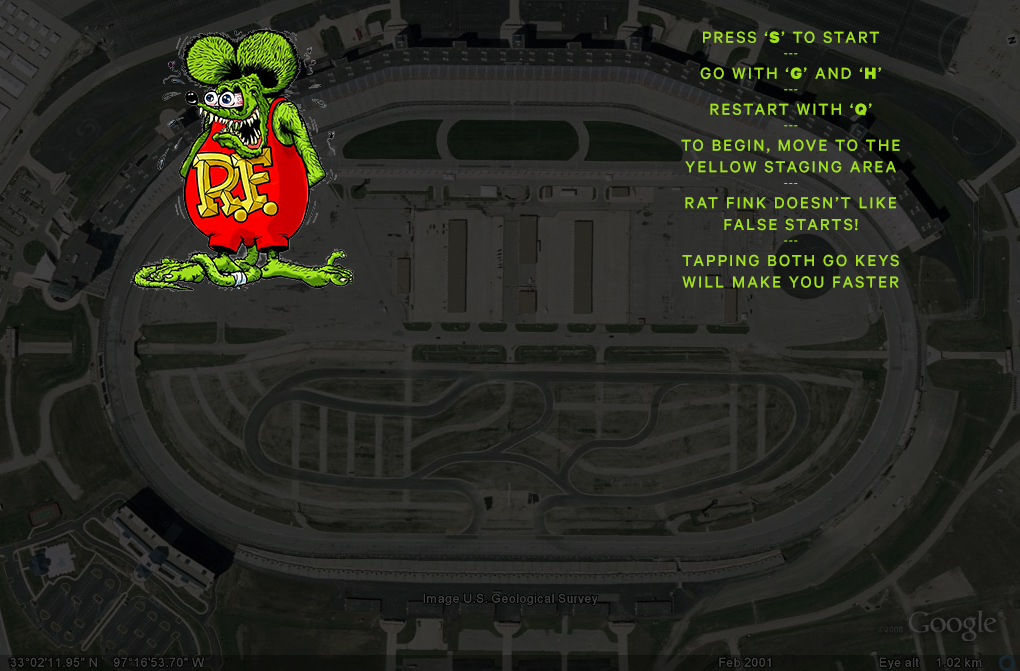 PRESS ‘S’ TO START
---
GO WITH ‘G’ AND ‘H’
---
RESTART WITH ‘Q’
---
TO BEGIN, MOVE TO THE
YELLOW STAGING AREA
---
RAT FINK DOESN’T LIKE
FALSE STARTS!
---
TAPPING BOTH GO KEYS
WILL MAKE YOU FASTER
R.F.
Image U.S. Geological Survey
© 2008 Google
33°02'11.95" N 97°16'53.70" W
Feb 2001
Eye alt 1.02 km